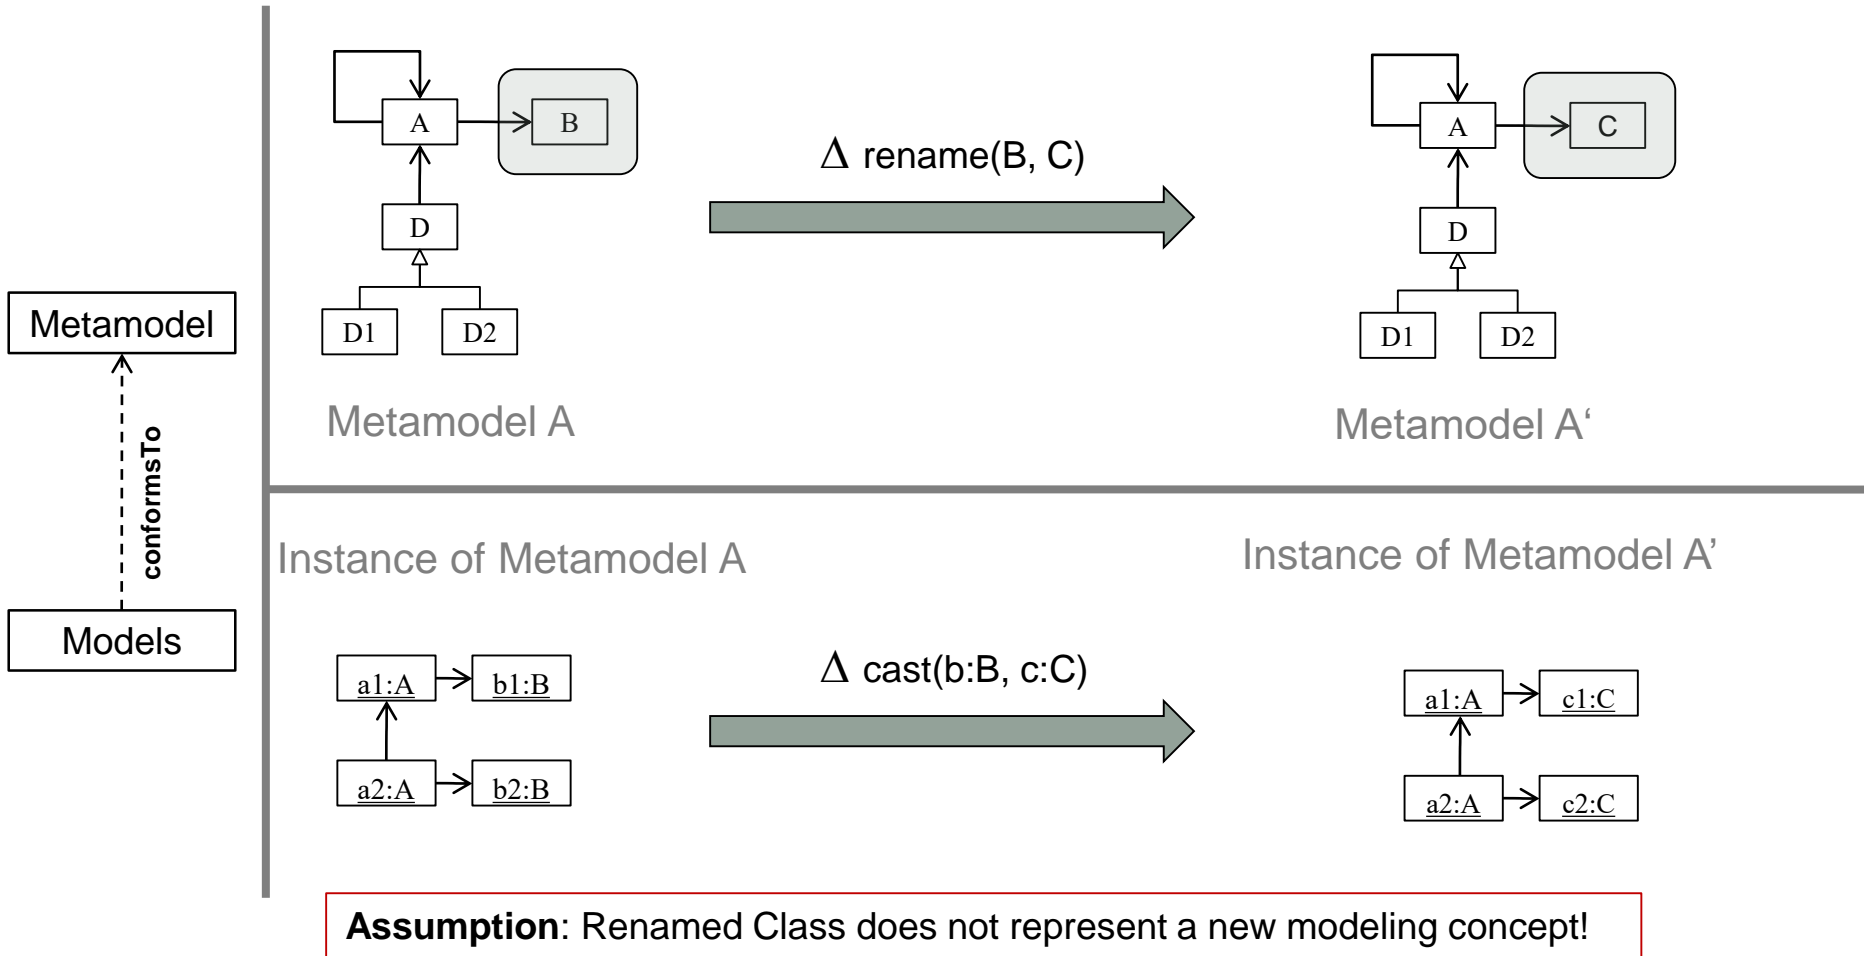 Metamodel
conformsTo
Models
A
B
D
D1
D2
Metamodel A
Δ rename(B, C)
A
C
D
D1
D2
Metamodel A‘
Instance of Metamodel A
a1:A
b1:B
a2:A
b2:B
Δ cast(b:B, c:C)
Instance of Metamodel A’
a1:A
c1:C
a2:A
c2:C
Assumption: Renamed Class does not represent a new modeling concept!